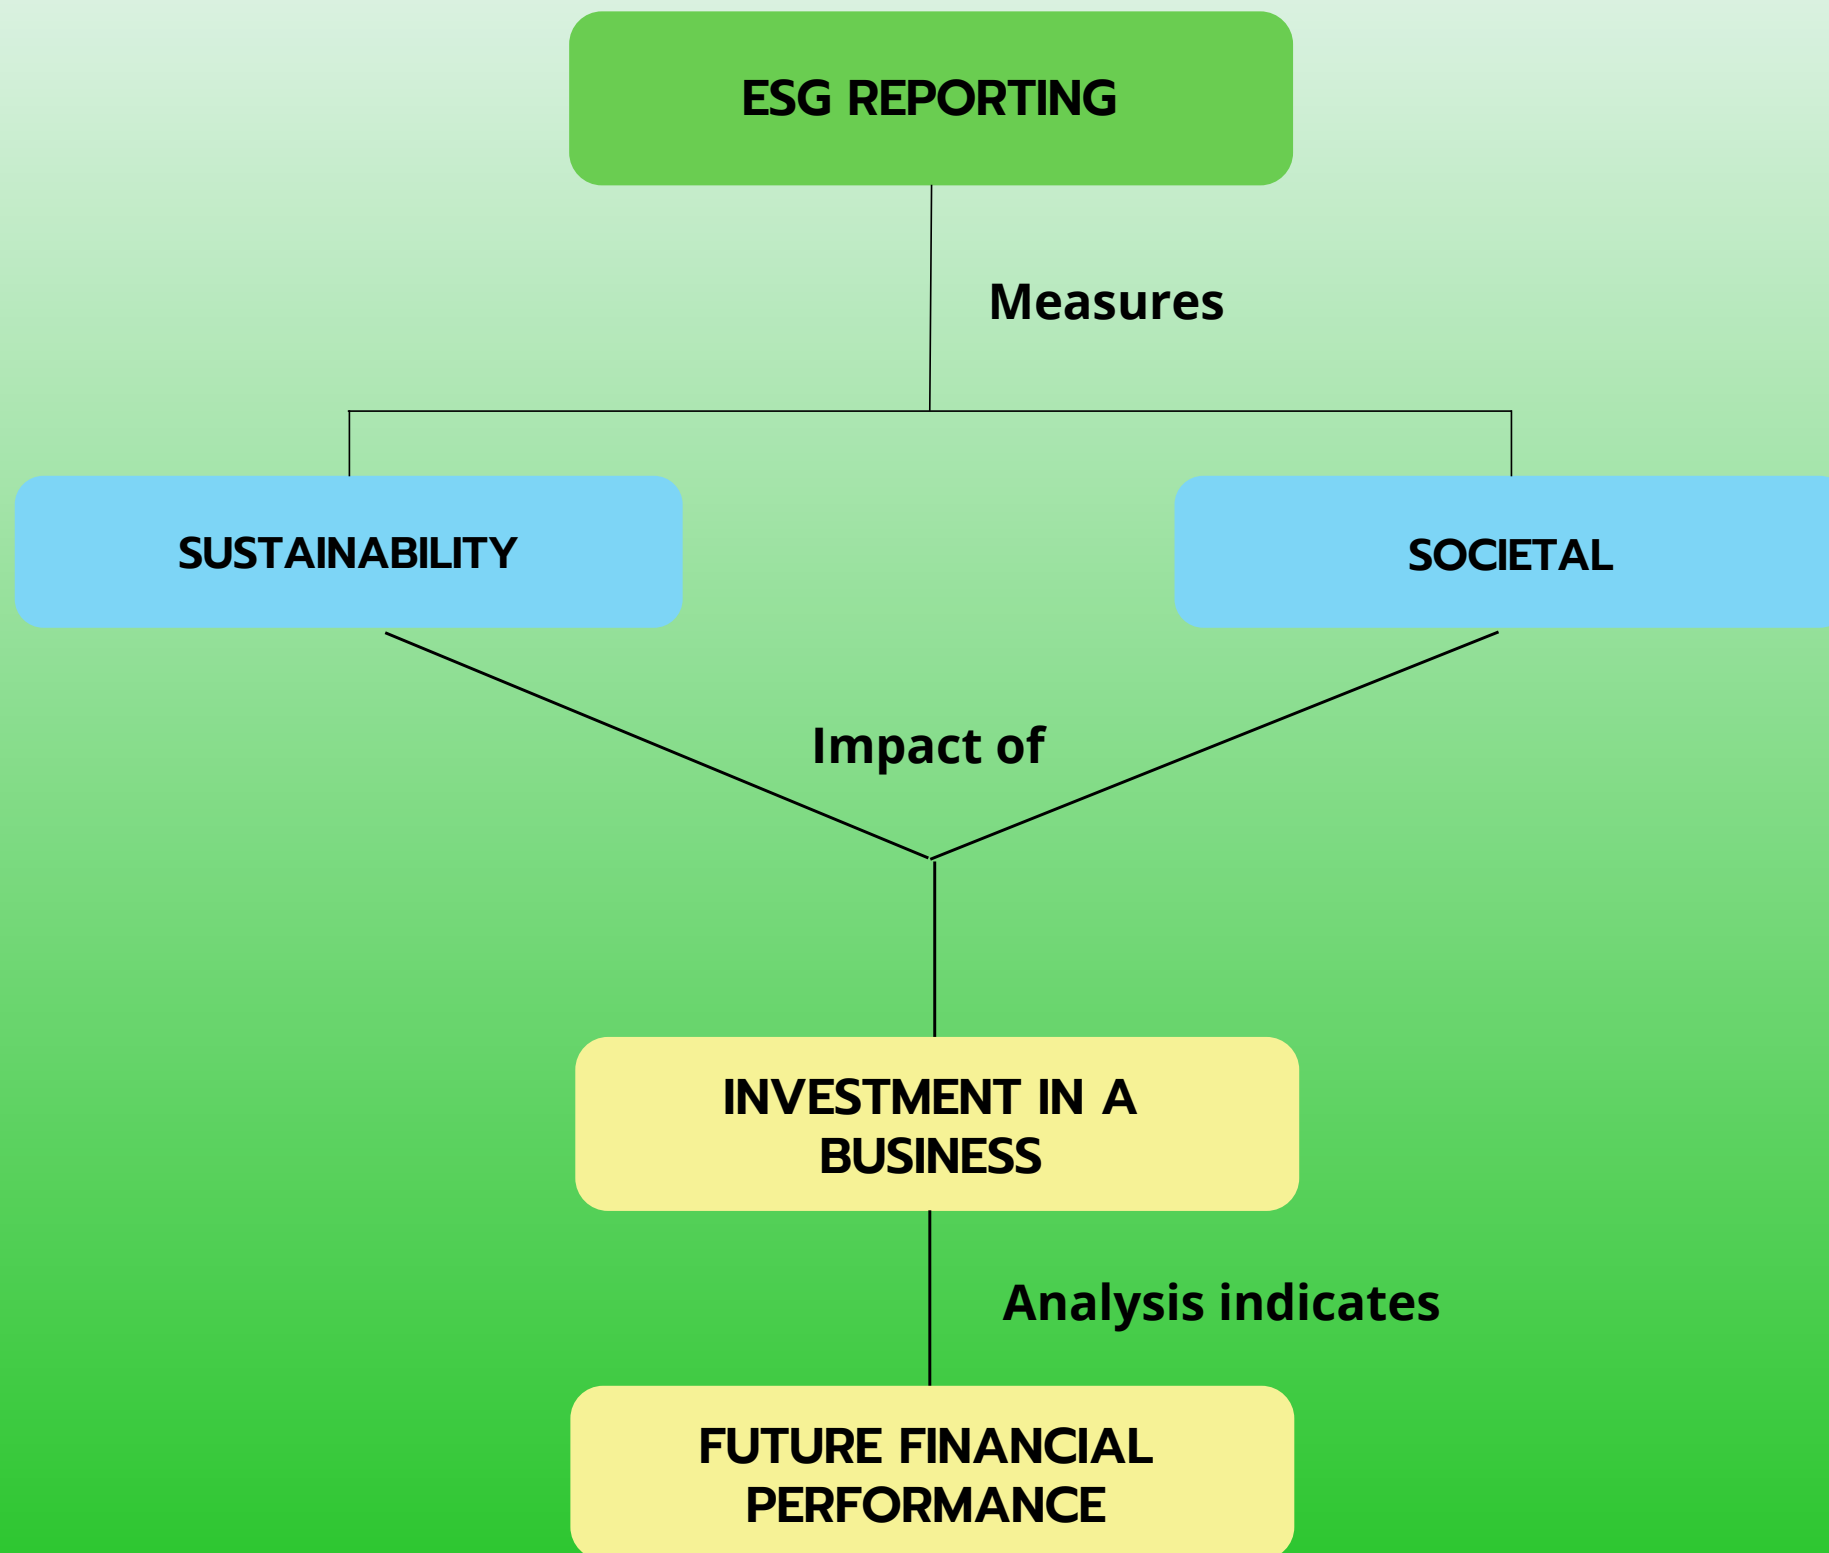 ESG REPORTING
Measures
SUSTAINABILITY
SOCIETAL
Impact of
INVESTMENT IN A
BUSINESS
Analysis indicates
FUTURE FINANCIAL
PERFORMANCE